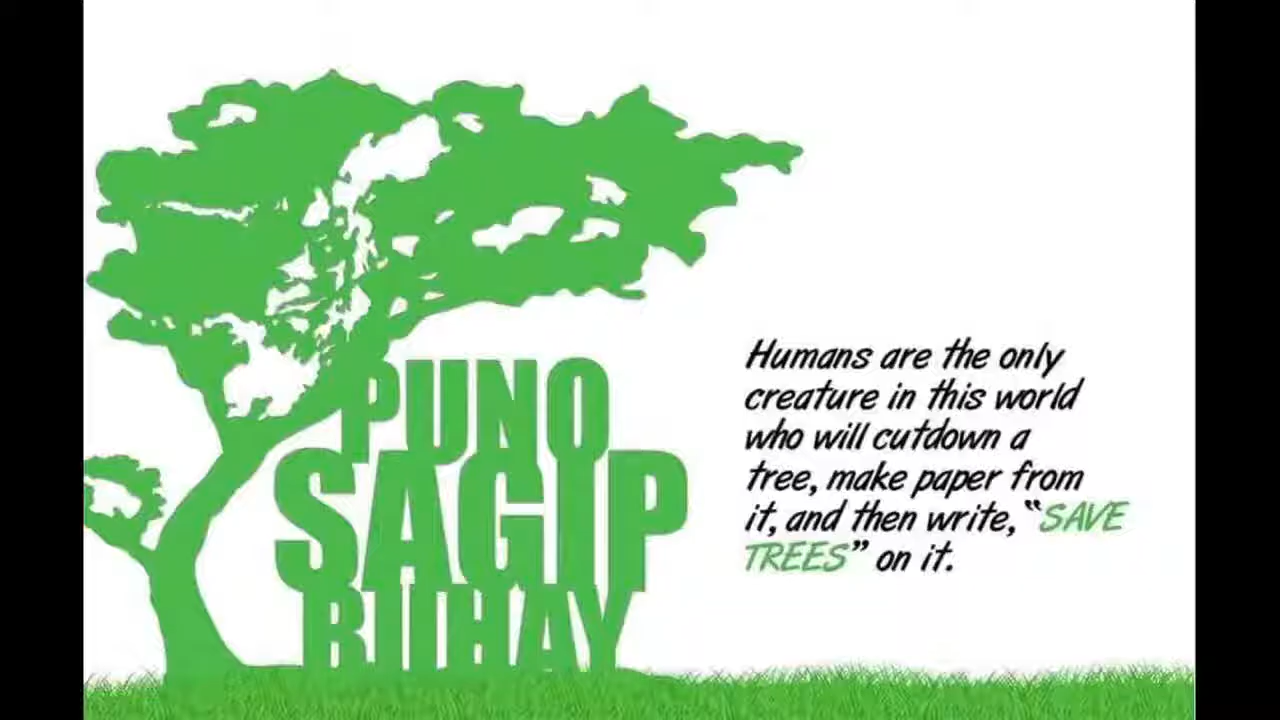 PUNO
SAGIP
BUHAY
Humans are the only
creature in this world
who will cutdown a
tree, make paper from
it, and then write, “SAVE
TREES” on it.